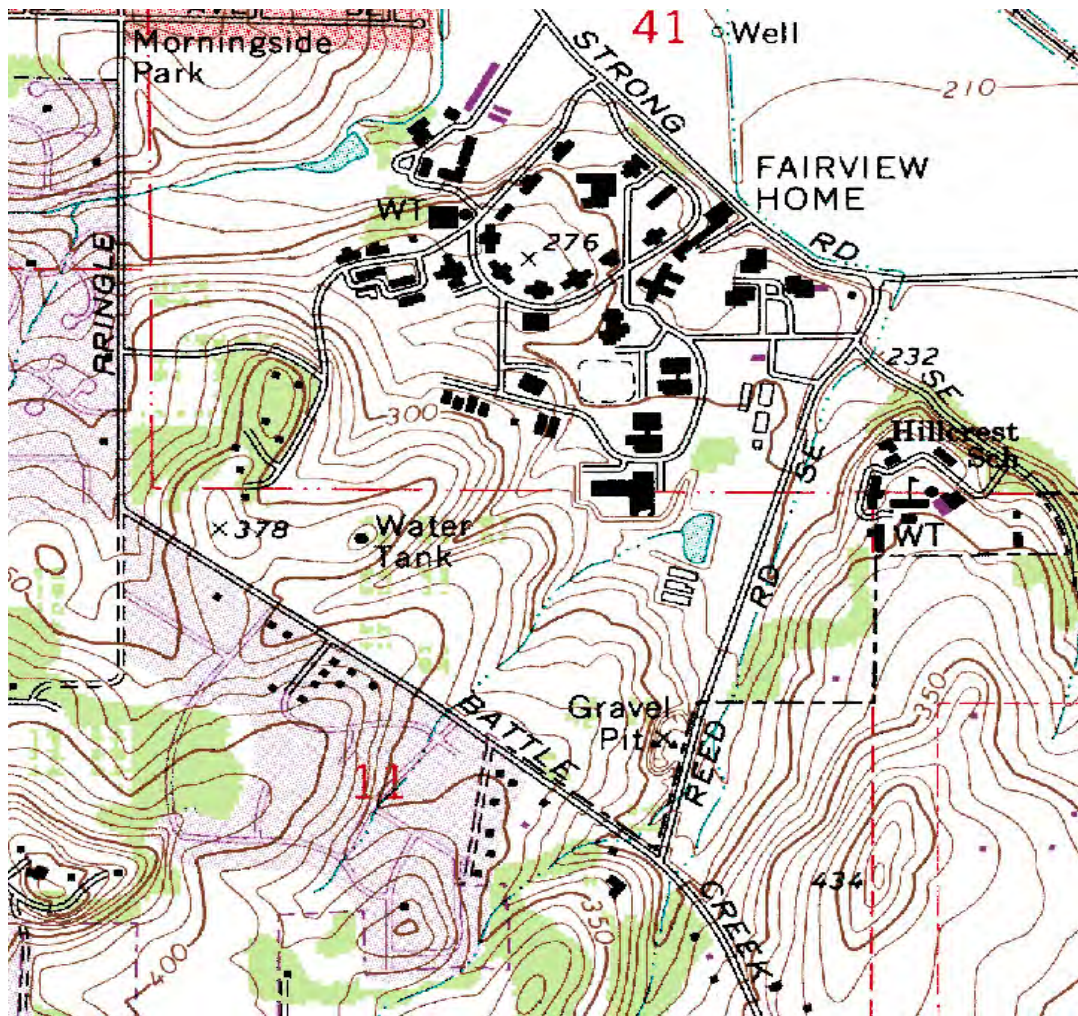 41
Well
Morningside
Park
STRONG
210
FAIRVIEW
HOME
WT
276
RD
PRINGLE
232
SE
300
Hillcrest
Sch
SE
378
Water
Tank
WT
RD
350
BATTLE
Gravel
Pit
REED
11
434
CREEK
350
400